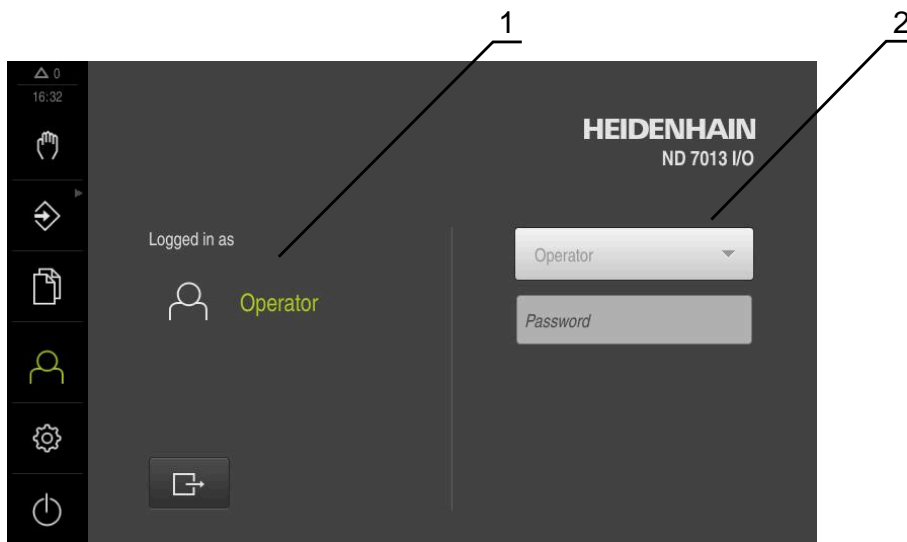 1
2
0
16:32
HEIDENHAIN
ND 7013 I/O
Logged in as
Operator
Operator
Password